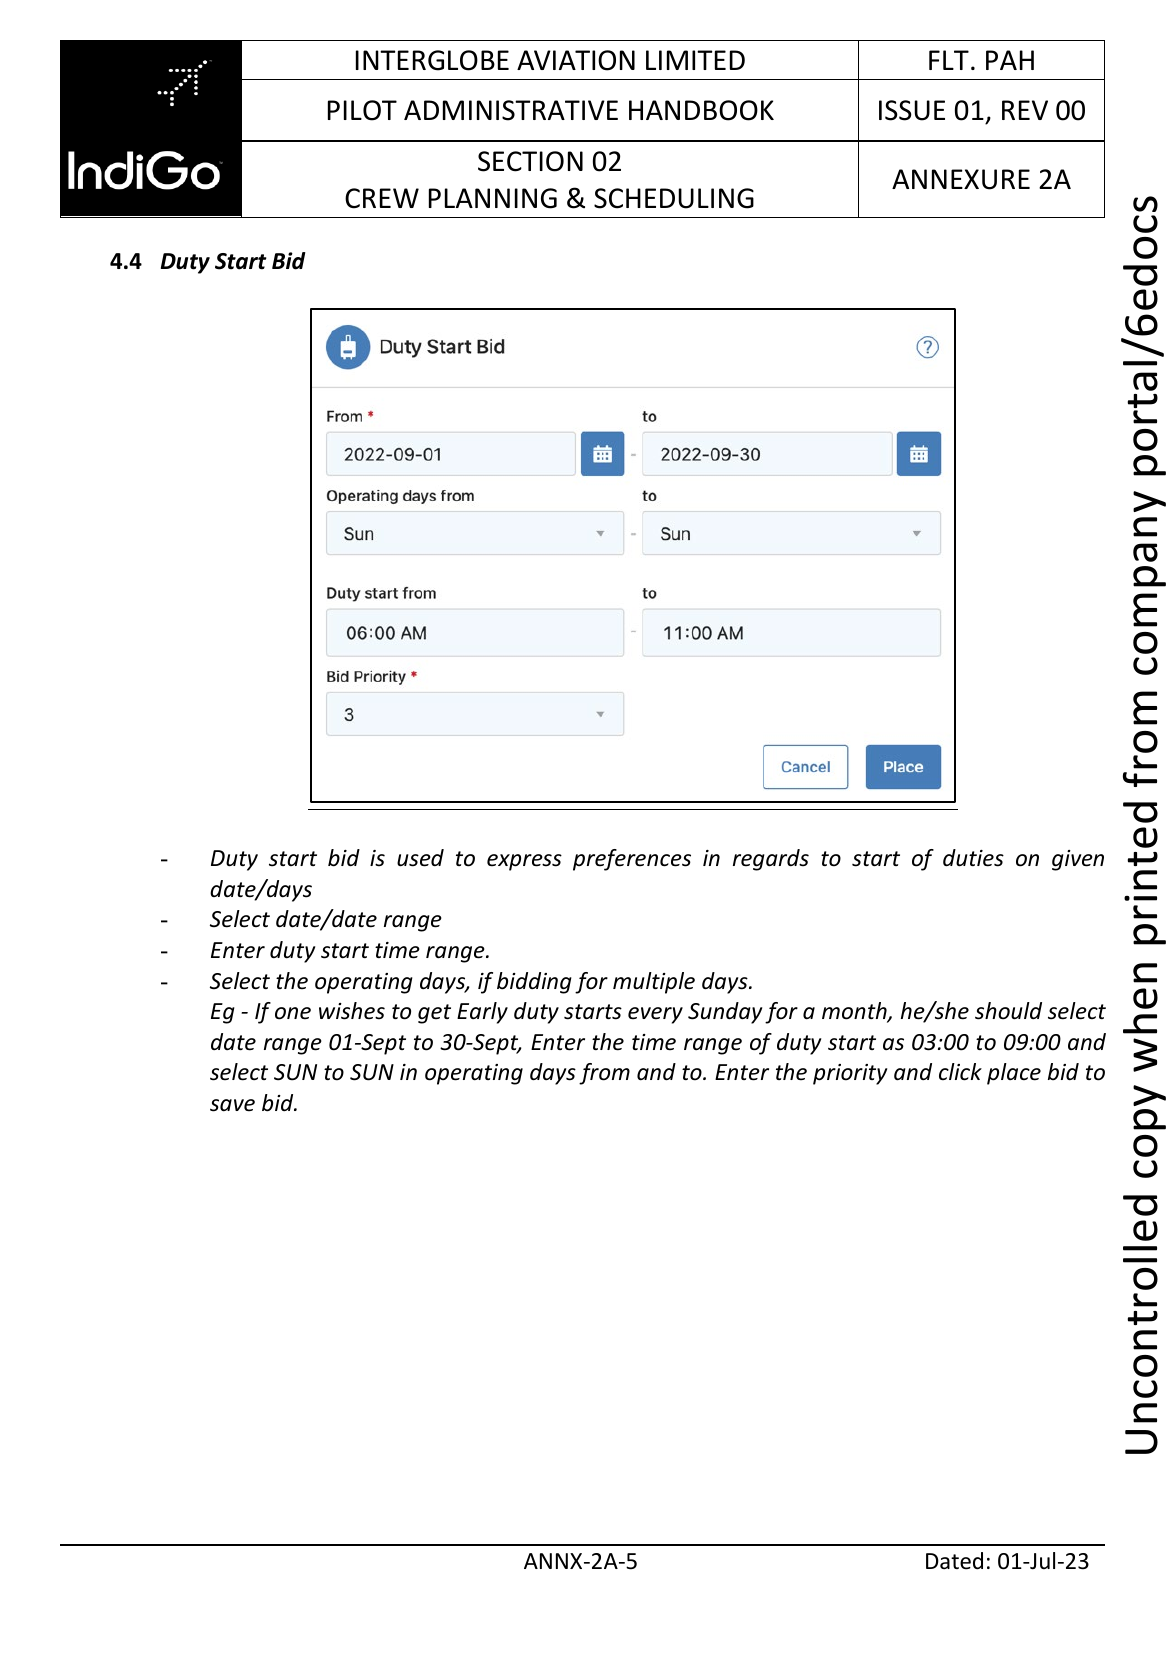 IndiGo
INTERGLOBE AVIATION LIMITED
FLT. PAH
PILOT ADMINISTRATIVE HANDBOOK
ISSUE 01, REV 00
SECTION 02
CREW PLANNING & SCHEDULING
ANNEXURE 2A
4.4 Duty Start Bid
Duty Start Bid
?
From *
to
2022-09-01
-
2022-09-30
Operating days from
to
Sun
-
Sun
Duty start from
to
06:00 AM
-
11:00 AM
Bid Priority *
3
Cancel
Place
- Duty start bid is used to express preferences in regards to start of duties on given
date/days
- Select date/date range
- Enter duty start time range.
- Select the operating days, if bidding for multiple days.
Eg - If one wishes to get Early duty starts every Sunday for a month, he/she should select
date range 01-Sept to 30-Sept, Enter the time range of duty start as 03:00 to 09:00 and
select SUN to SUN in operating days from and to. Enter the priority and click place bid to
save bid.
ANNX-2A-5
Dated: 01-Jul-23
Uncontrolled copy when printed from company portal/6edocs